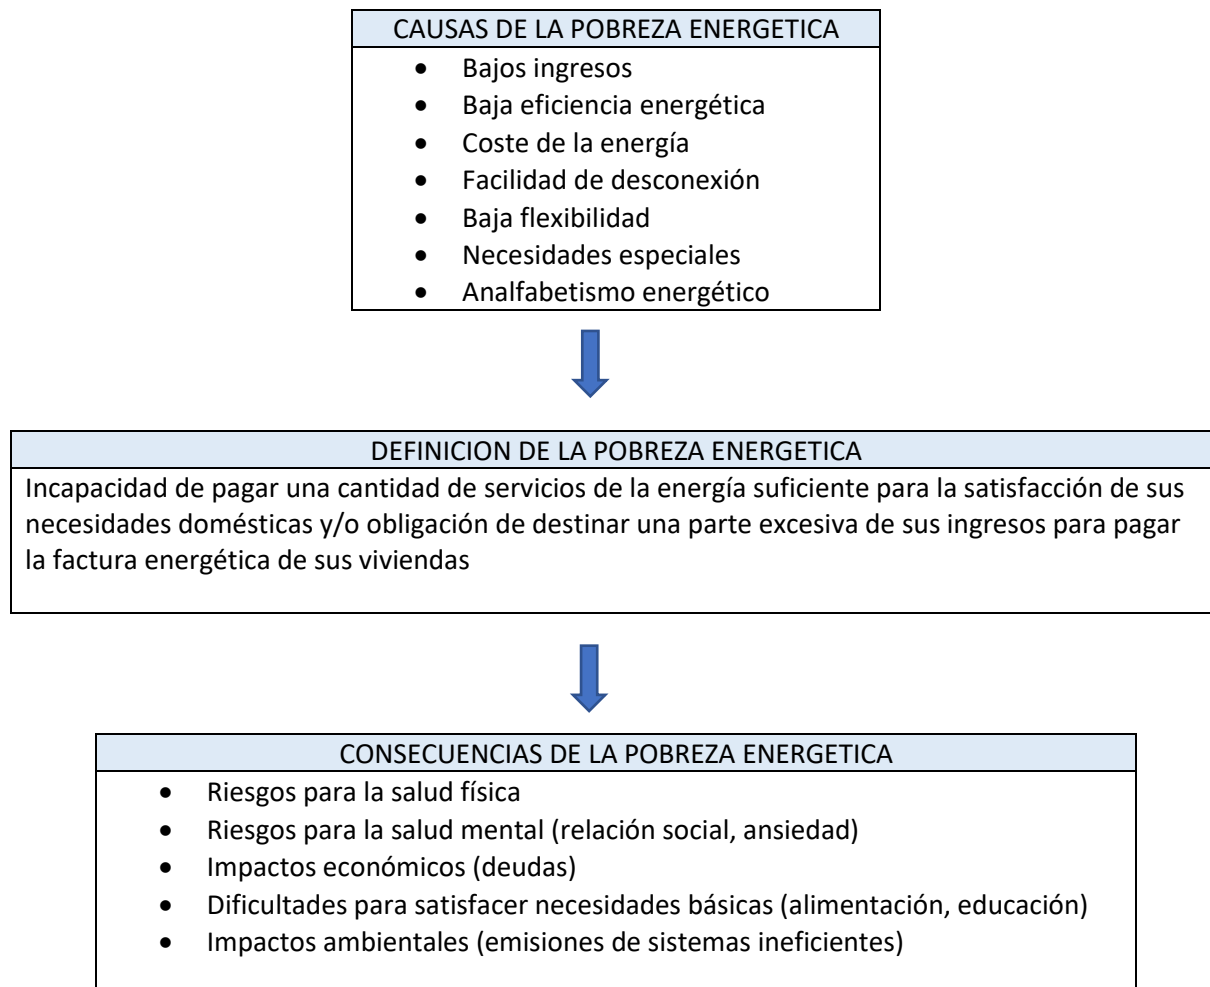 CAUSAS DE LA POBREZA ENERGETICA
• Bajos ingresos
• Baja eficiencia energética
• Coste de la energía
• Facilidad de desconexión
• Baja flexibilidad
• Necesidades especiales
• Analfabetismo energético
DEFINICION DE LA POBREZA ENERGETICA
Incapacidad de pagar una cantidad de servicios de la energía suficiente para la satisfacción de sus
necesidades domésticas y/o obligación de destinar una parte excesiva de sus ingresos para pagar
la factura energética de sus viviendas
CONSECUENCIAS DE LA POBREZA ENERGETICA
• Riesgos para la salud física
• Riesgos para la salud mental (relación social, ansiedad)
• Impactos económicos (deudas)
• Dificultades para satisfacer necesidades básicas (alimentación, educación)
• Impactos ambientales (emisiones de sistemas ineficientes)